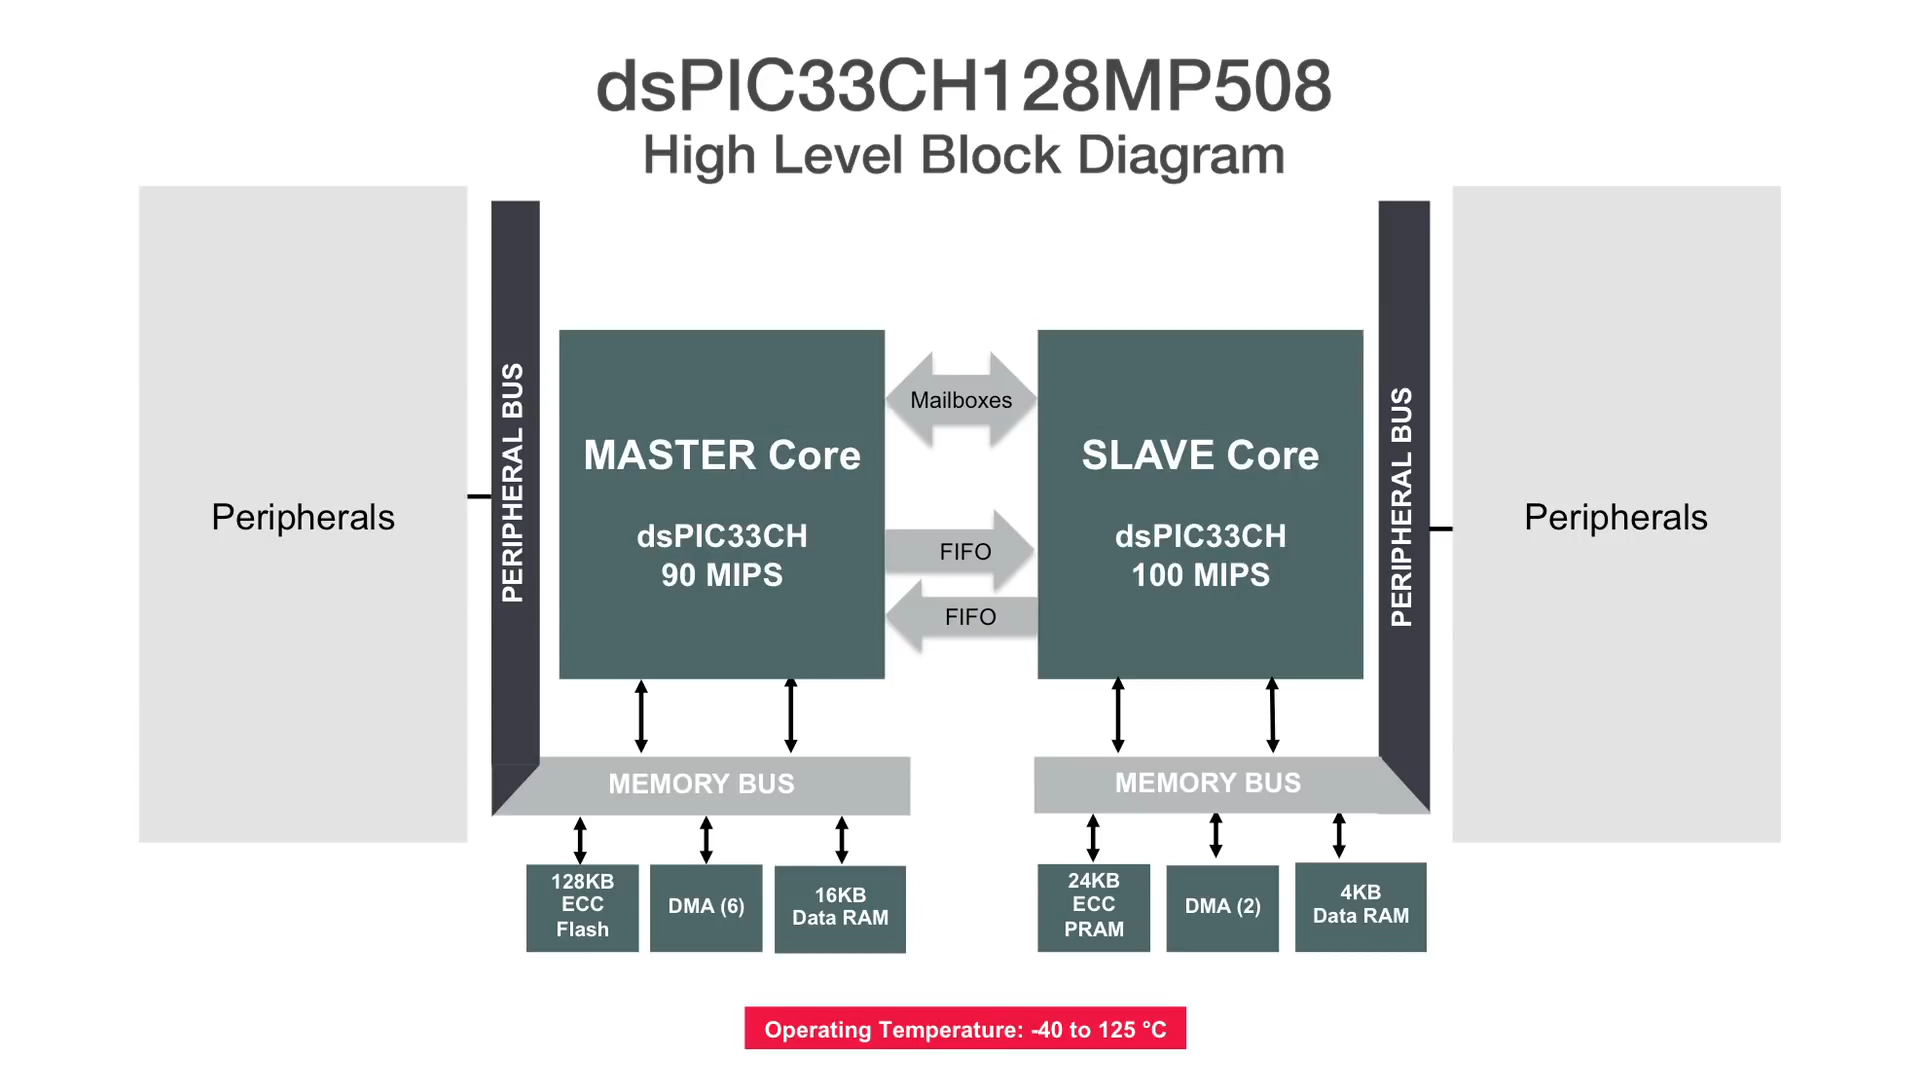 dsPIC33CH128MP508
High Level Block Diagram
Peripherals
PERIPHERAL BUS
MASTER Core
dsPIC33CH
90 MIPS
Mailboxes
FIFO
FIFO
SLAVE Core
dsPIC33CH
100 MIPS
PERIPHERAL BUS
Peripherals
MEMORY BUS
MEMORY BUS
128KB
ECC
Flash
DMA (6)
16KB
Data RAM
24KB
ECC
PRAM
DMA (2)
4KB
Data RAM
Operating Temperature: -40 to 125 °C